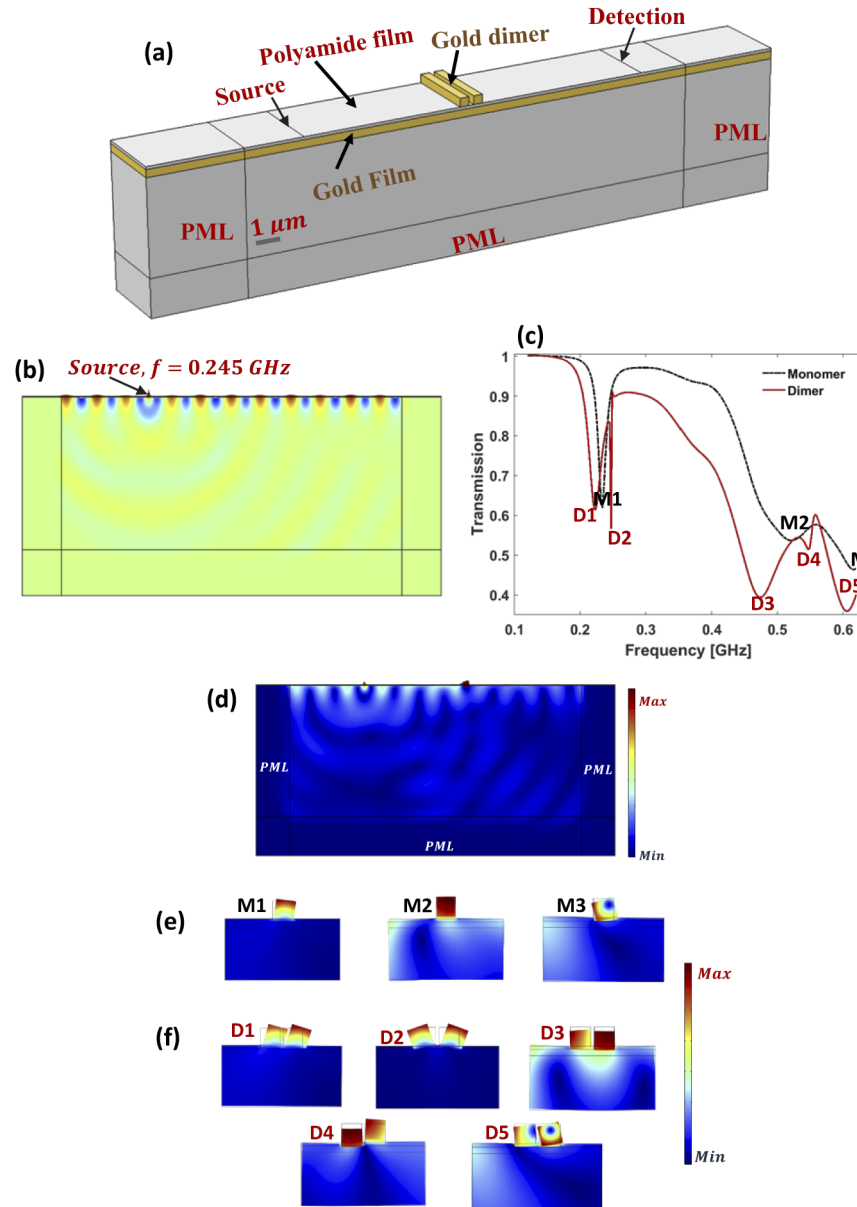 (a)
Polyamide film
Gold dimer
Detection
Source
Gold Film
PML
PML
PML
1 μm
(b)
Source, f = 0.245 GHz
(c)
Transmission
1
0.9
0.8
0.7
0.6
0.5
0.4
Monomer
Dimer
M1
D1
D2
M2
D3
D4
M
D5
0.1 0.2 0.3 0.4 0.5 0.6
Frequency [GHz]
(d)
PML
PML
PML
Max
Min
(e)
M1
M2
M3
(f)
D1
D2
D3
D4
D5
Max
Min